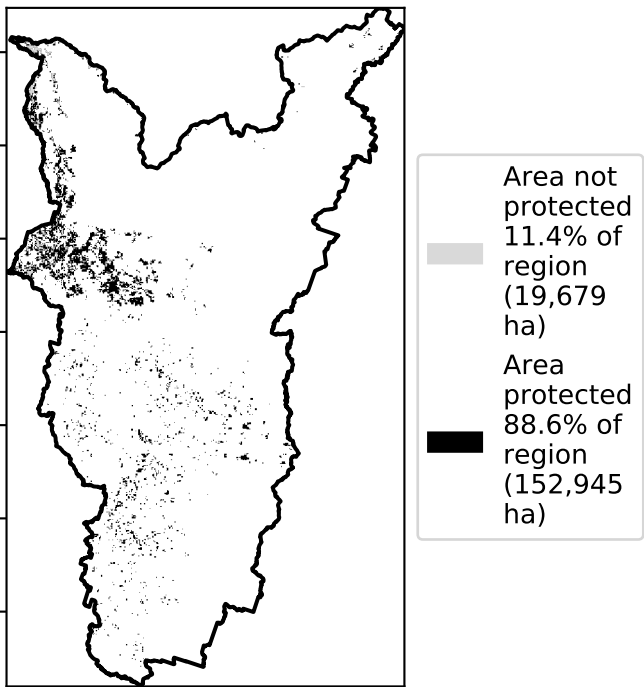 Area not
protected
11.4% of
region
(19,679
ha)
Area
protected
88.6% of
region
(152,945
ha)